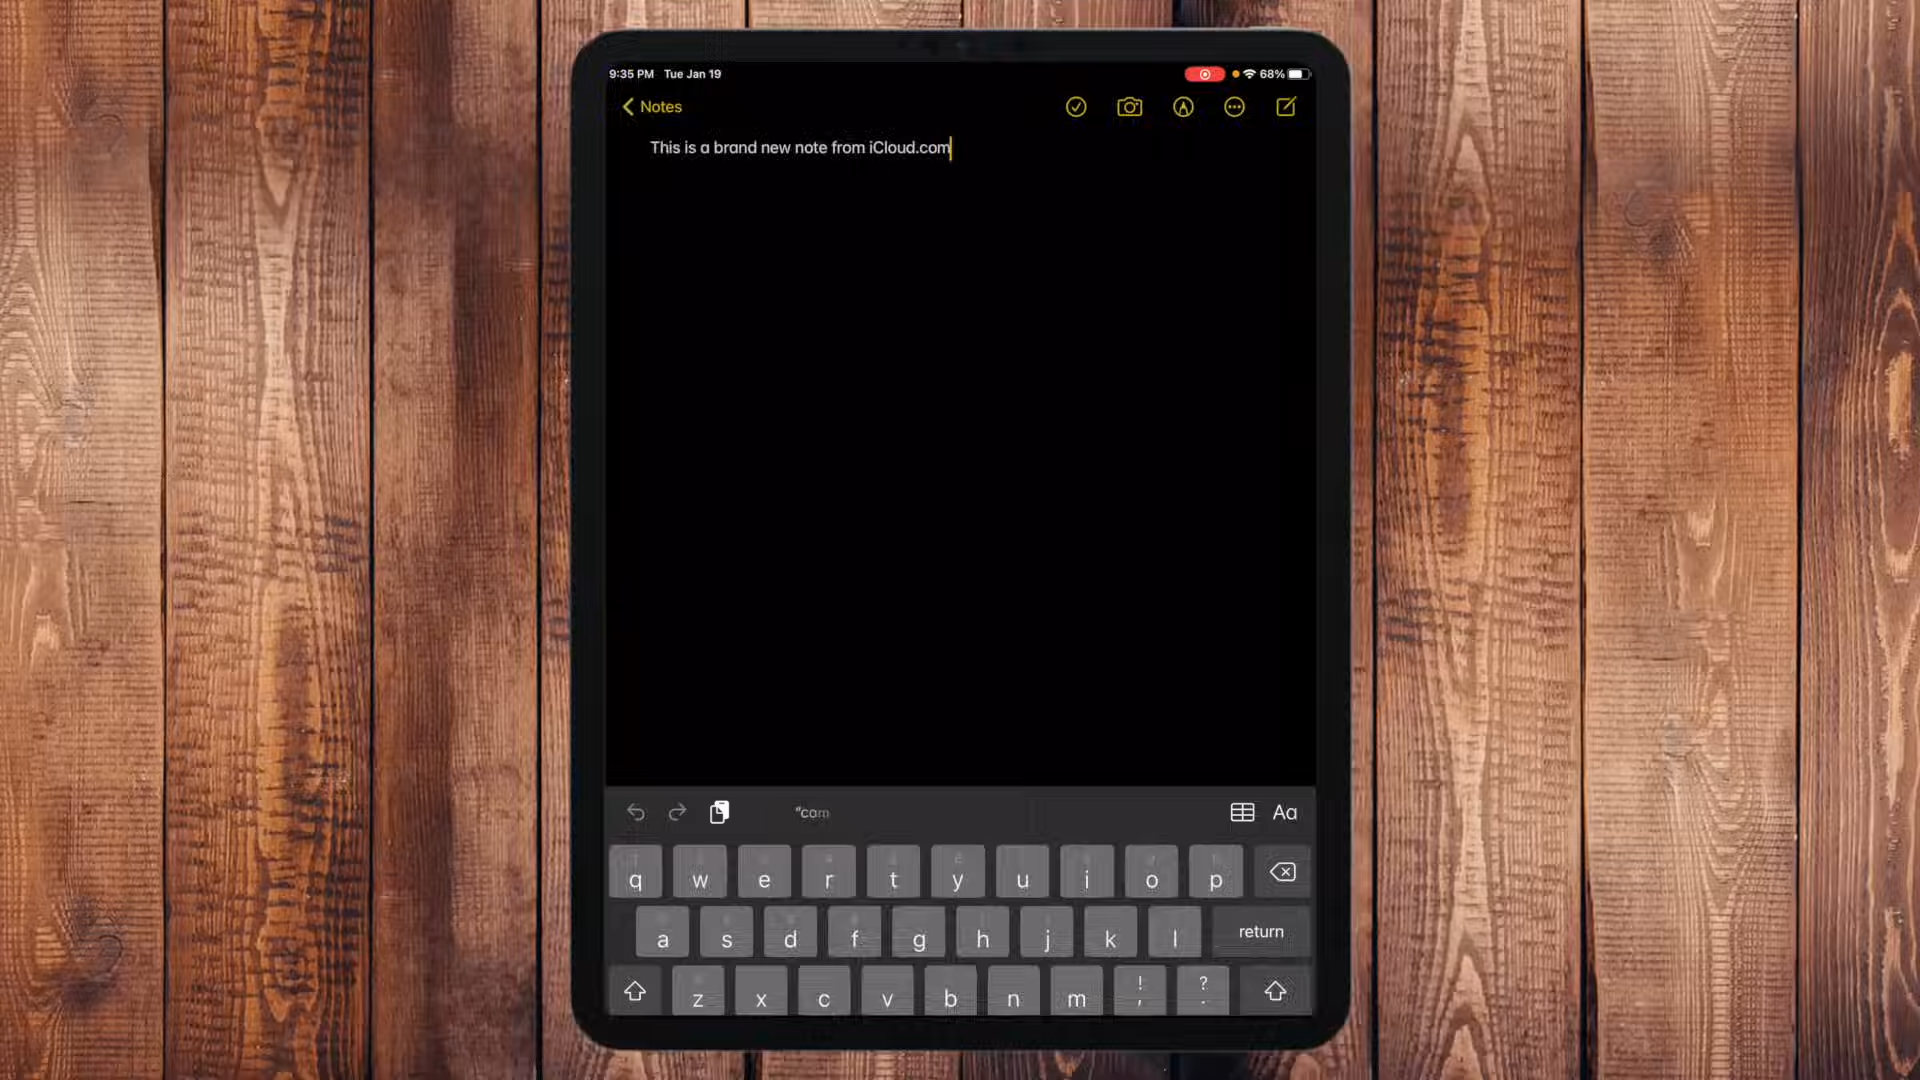 9:35 PM Tue Jan 19 68%
Notes
This is a brand new note from iCloud.com
"com Aa
q w e r t y u i o p
a s d f g h j k l return
z x c v b n m ! , ? .